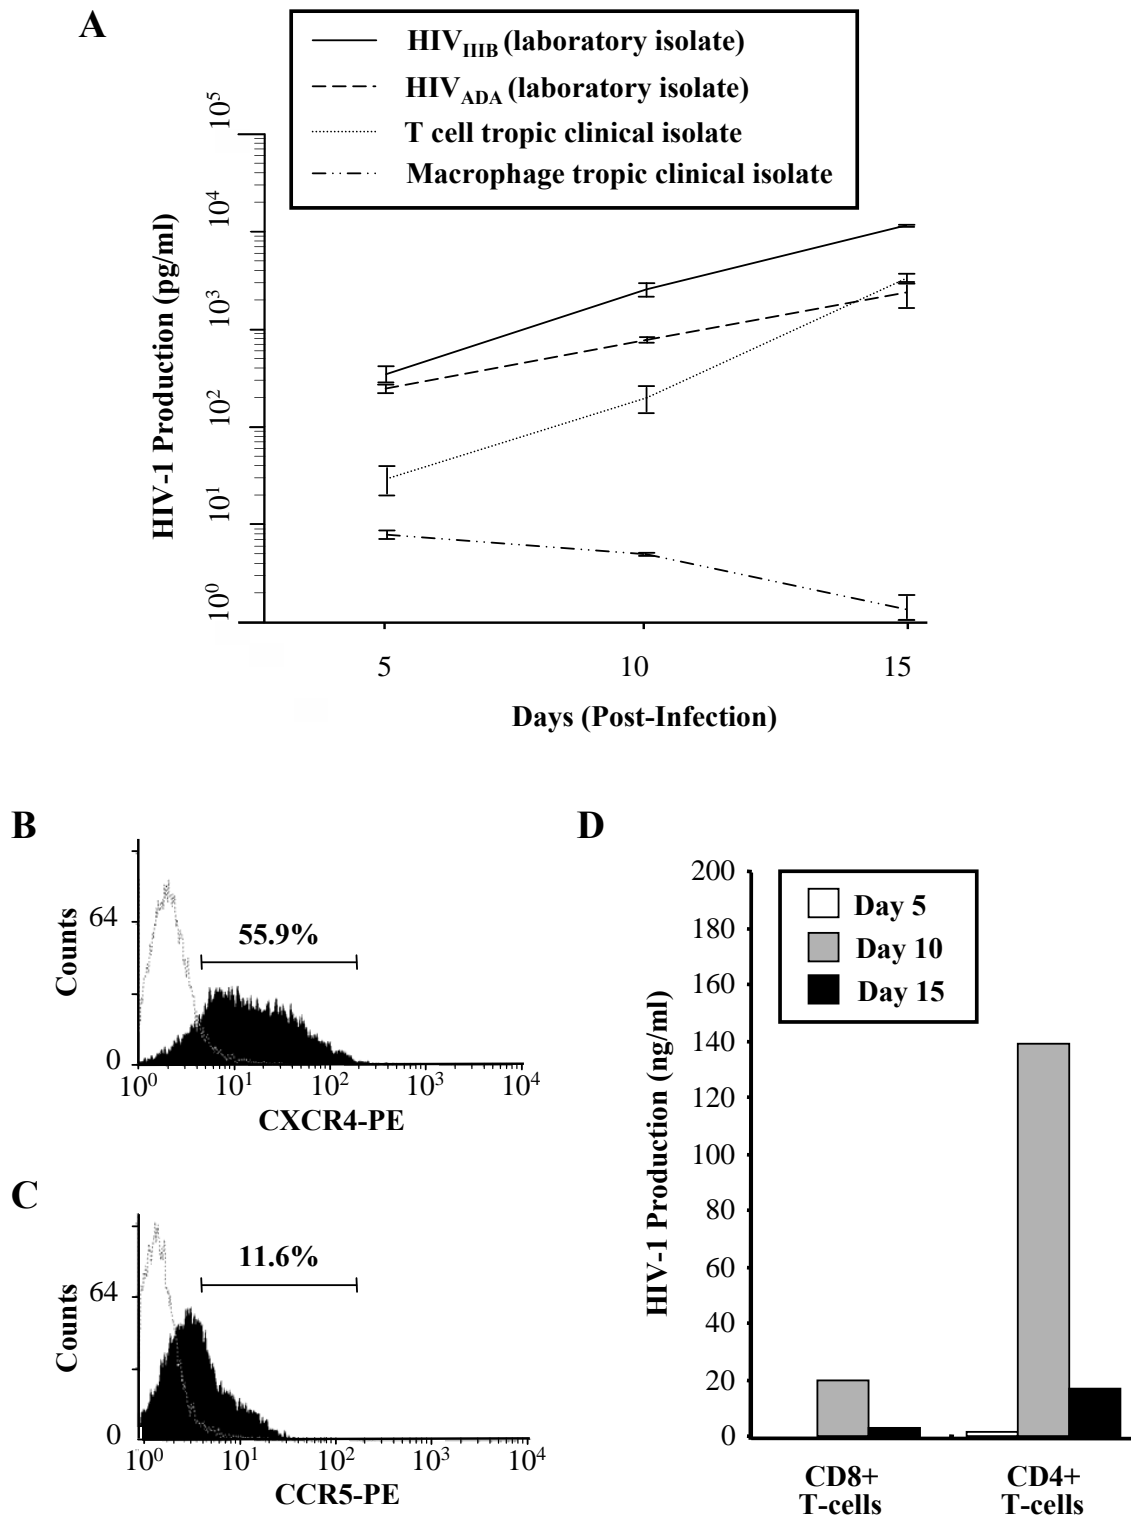 A
HIV_IIIB (laboratory isolate)
HIV_ADA (laboratory isolate)
T cell tropic clinical isolate
Macrophage tropic clinical isolate
HIV-1 Production (pg/ml)
10^5
10^4
10^3
10^2
10^1
10^0
5 10 15
Days (Post-Infection)
B
Counts
64
0
55.9%
10^0 10^1 10^2 10^3 10^4
CXCR4-PE
C
Counts
64
0
11.6%
10^0 10^1 10^2 10^3 10^4
CCR5-PE
D
HIV-1 Production (ng/ml)
200
180
160
140
120
100
80
60
40
20
0
Day 5
Day 10
Day 15
CD8+
T-cells
CD4+
T-cells